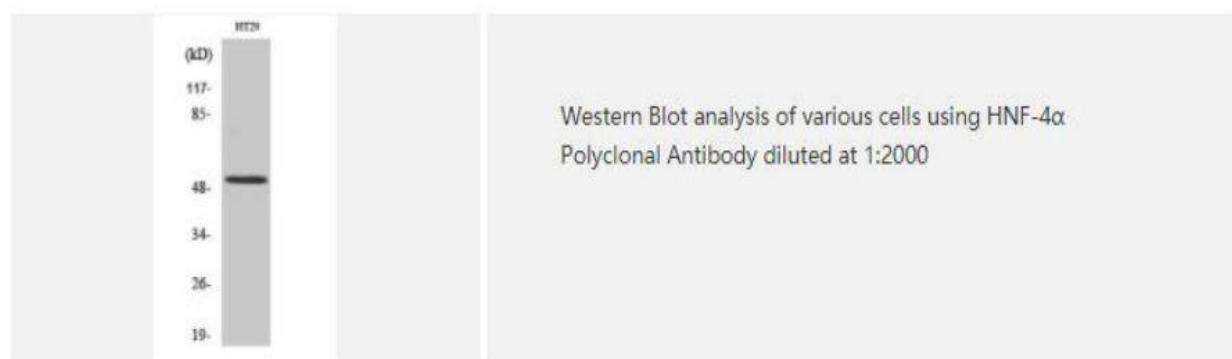 HT29
(kD)
117-
85-
48-
34-
26-
19-
Western Blot analysis of various cells using HNF-4α
Polyclonal Antibody diluted at 1:2000